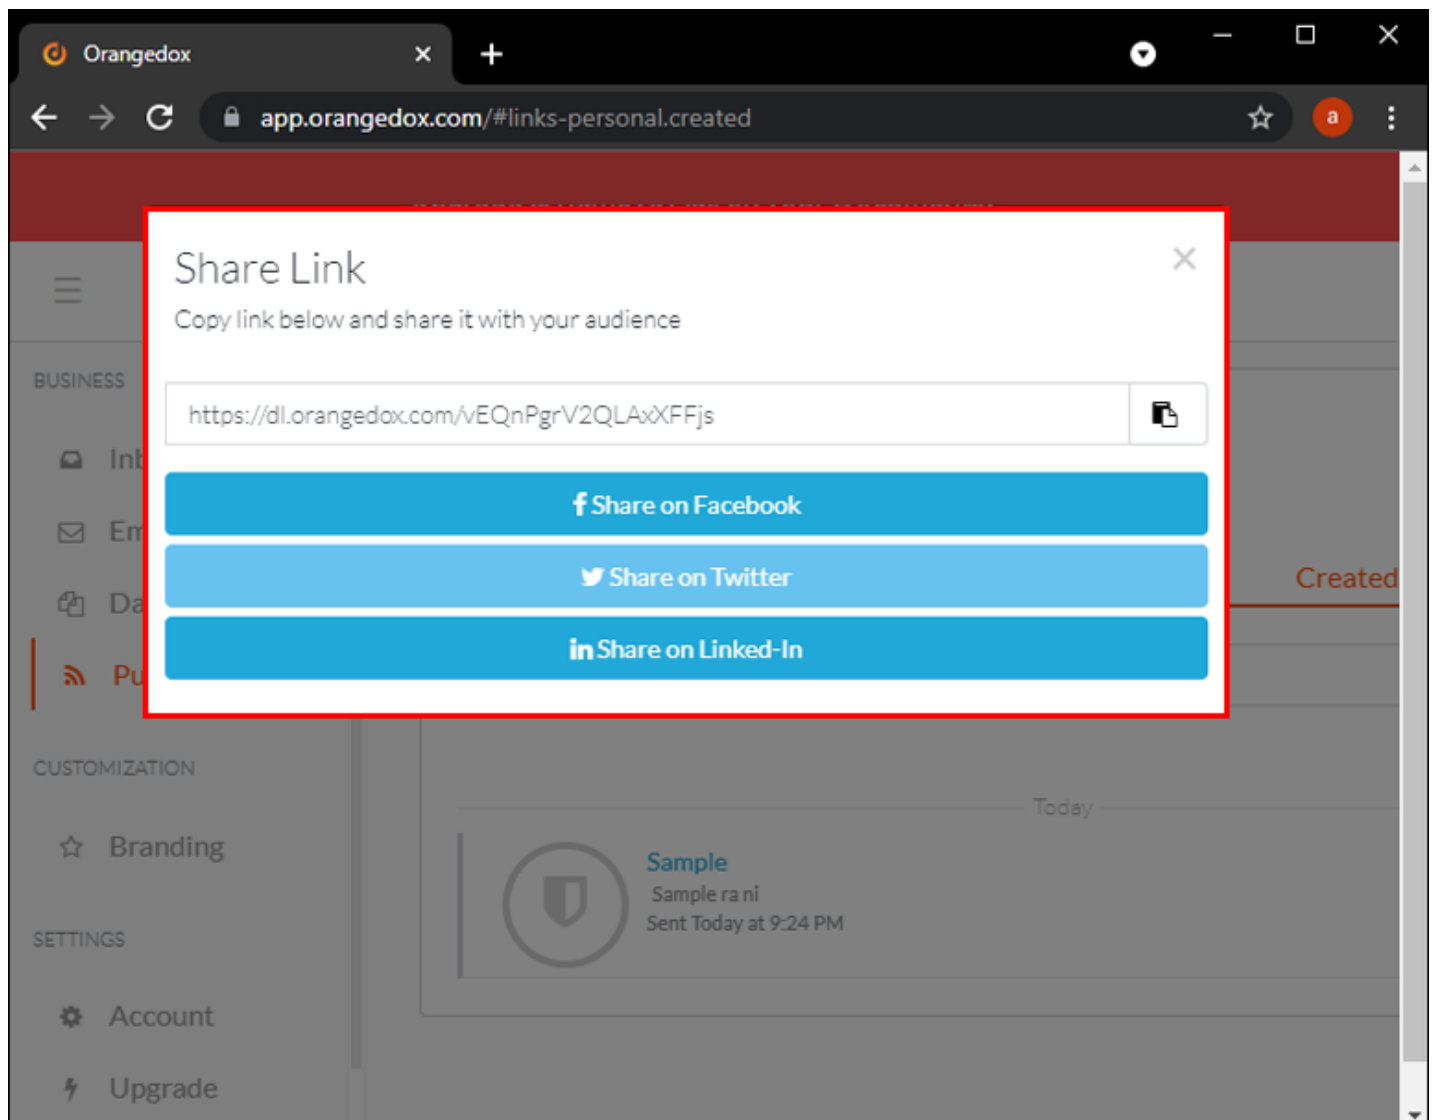 Orangedox
app.orangedox.com/#links-personal.created
a
Share Link
Copy link below and share it with your audience
https://dl.orangedox.com/vEQnPgrV2QLAxXFFjs
Share on Facebook
Share on Twitter
in Share on Linked-In
BUSINESS
Created
CUSTOMIZATION
Branding
SETTINGS
Account
Upgrade
Today
Sample
Sample ra ni
Sent Today at 9:24 PM